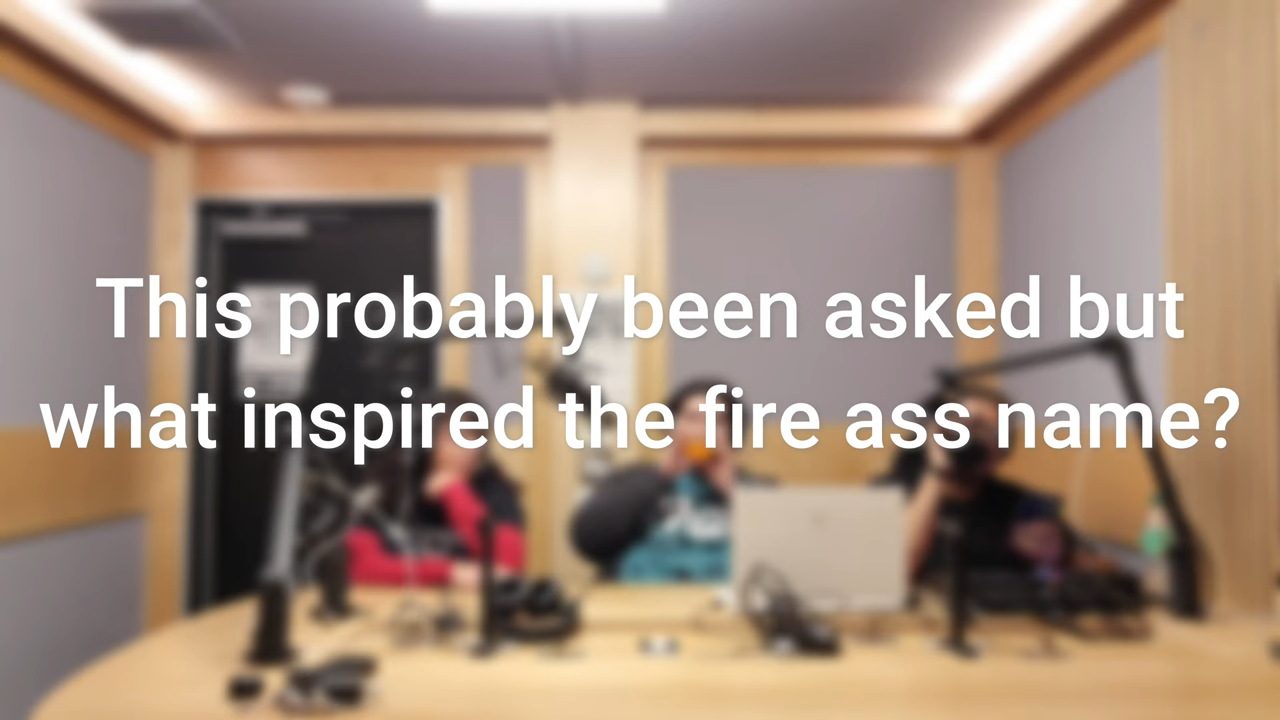 This probably been asked but
what inspired the fire ass name?